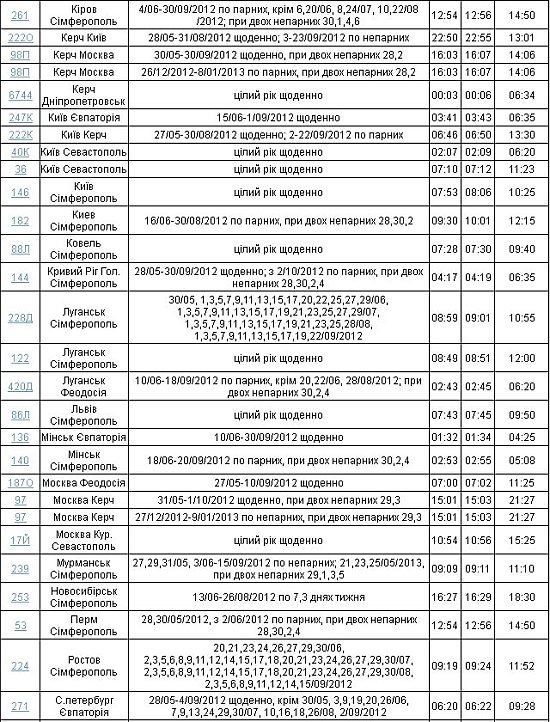 261 Кіров Сімферополь 4/06-30/09/2012 по парних, крім 6,20/06, 8,24/07, 10,22/08 /2012; при двох непарних 30,1,4,6 12:54 12:56 14:50
222О Керч Київ 28/05-31/08/2012 щоденно; 3-23/09/2012 по непарних 22:50 22:55 13:01
98П Керч Москва 30/05-30/09/2012 щоденно, при двох непарних 28,2 16:03 16:07 14:06
98П Керч Москва 26/12/2012-8/01/2013 по парних, при двох непарних 28,2 16:03 16:07 14:06
6744 Керч Дніпропетровськ цілий рік щоденно 00:03 00:06 06:34
247К Київ Євпаторія 15/06-1/09/2012 щоденно 03:41 03:43 06:35
222К Київ Керч 27/05-30/08/2012 щоденно; 2-22/09/2012 по парних 06:46 06:50 13:30
40К Київ Севастополь цілий рік щоденно 02:07 02:09 06:20
36 Київ Севастополь цілий рік щоденно 07:10 07:12 11:23
146 Київ Сімферополь цілий рік щоденно 07:53 08:06 10:25
182 Киев Сімферополь 16/06-30/08/2012 по парних, при двох непарних 28,30,2 09:30 10:01 12:15
88Л Ковель Сімферополь цілий рік щоденно 07:28 07:30 09:40
144 Кривий Ріг Гол. Сімферополь 28/05-30/09/2012 щоденно; з 2/10/2012 по парних, при двох непарних 28,30,2,4 04:17 04:19 06:35
228Д Луганськ Сімферополь 30/05, 1,3,5,7,9,11,13,15,17,20,22,25,27,29/06, 1,3,5,7,9,11,13,15,17,19,21,23,25,27,29/07, 1,3,5,7,9,11,13,15,17,19,21,23,25,28/08, 1,3,5,7,9,11,13,15,17,19,22/09/2012 08:59 09:01 10:55
122 Луганськ Сімферополь цілий рік щоденно 08:49 08:51 12:00
420Д Луганськ Феодосія 10/06-18/09/2012 по парних, крім 20,22/06, 28/08/2012; при двох непарних 30,2,4 02:43 02:45 06:20
86Л Львів Сімферополь цілий рік щоденно 07:43 07:45 09:50
136 Мінськ Євпаторія 10/06-30/09/2012 щоденно 01:32 01:34 04:25
140 Мінськ Сімферополь 18/06-20/09/2012 по парних, при двох непарних 30,2,4 02:53 02:55 05:08
187О Москва Феодосія 27/05-10/09/2012 щоденно 07:00 07:02 11:25
97 Москва Керч 31/05-1/10/2012 щоденно, при двох непарних 29,3 15:01 15:03 21:27
97 Москва Керч 27/12/2012-9/01/2013 по непарних, при двох непарних 29,3 15:01 15:03 21:27
17Й Москва Кур. Севастополь цілий рік щоденно 10:54 10:56 15:25
239 Мурманськ Сімферополь 27,29,31/05, 3/06-15/09/2012 по непарних; 21,23,25/05/2013, при двох непарних 29,1,3,5 09:09 09:11 11:10
253 Новосибірськ Сімферополь 13/06-26/08/2012 по 7,3 днях тижня 16:27 16:29 18:30
53 Перм Сімферополь 28,30/05/2012, з 2/06/2012 по парних, при двох непарних 28,30,2,4 12:54 12:56 14:50
224 Ростов Сімферополь 20,21,23,24,26,27,29,30/06, 2,3,5,6,8,9,11,12,14,15,17,18,20,21,23,24,26,27,29,30/07, 2,3,5,6,8,9,11,12,14,15,17,18,20,21,23,24,26,27,29,30/08, 2,3,5,6,8,9,11,12,14,15/09/2012 09:19 09:24 11:52
271 С.петербург Євпаторія 28/05-4/09/2012 щоденно, крім 30/05, 3,9,19,20,26/06, 7,9,13,24,29,30/07, 10,16,18,26/08, 2/09/2012 06:20 06:22 09:28